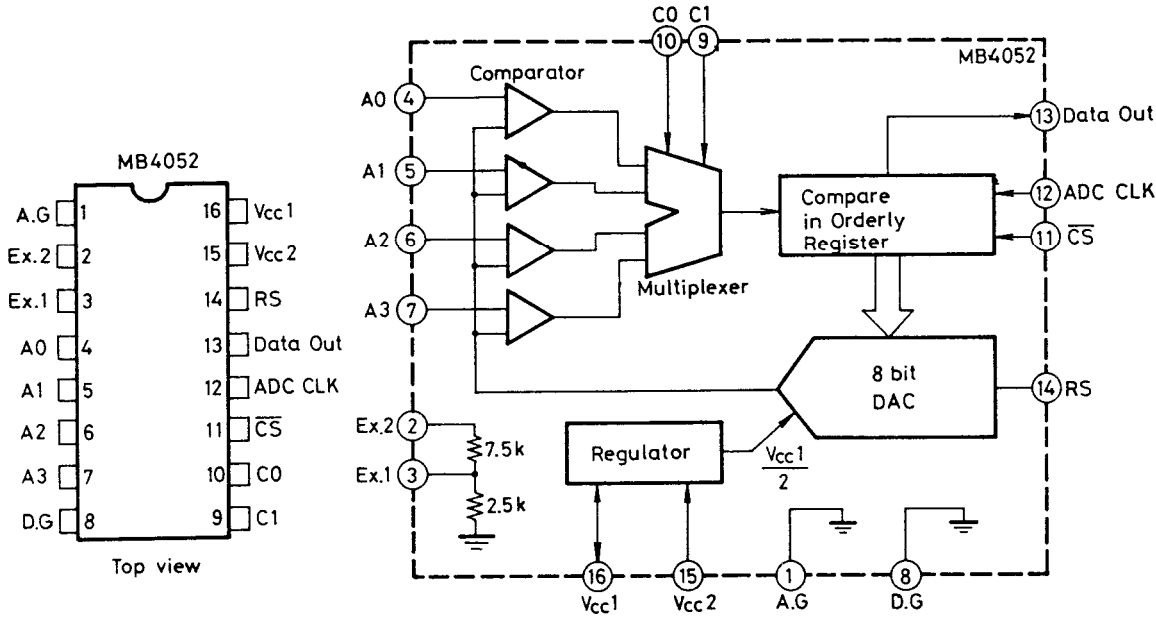 MB4052
A.G 1
Ex.2 2
Ex.1 3
A0 4
A1 5
A2 6
A3 7
D.G 8
16 Vcc1
15 Vcc2
14 RS
13 Data Out
12 ADC CLK
11 C̅S̅
10 C0
9 C1
Top view
C0 C1
10 9
MB4052
Comparator
A0 4
A1 5
A2 6
A3 7
Multiplexer
Compare
in Orderly
Register
13 Data Out
12 ADC CLK
11 C̅S̅
8 bit
DAC
14 RS
Ex.2 2
7.5k
Ex.1 3
2.5k
Regulator
Vcc1
2
16
Vcc1
15
Vcc2
1
A.G
8
D.G